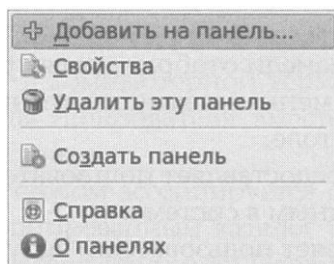 Добавить на панель...
Свойства
Удалить эту панель
Создать панель
Справка
О панелях